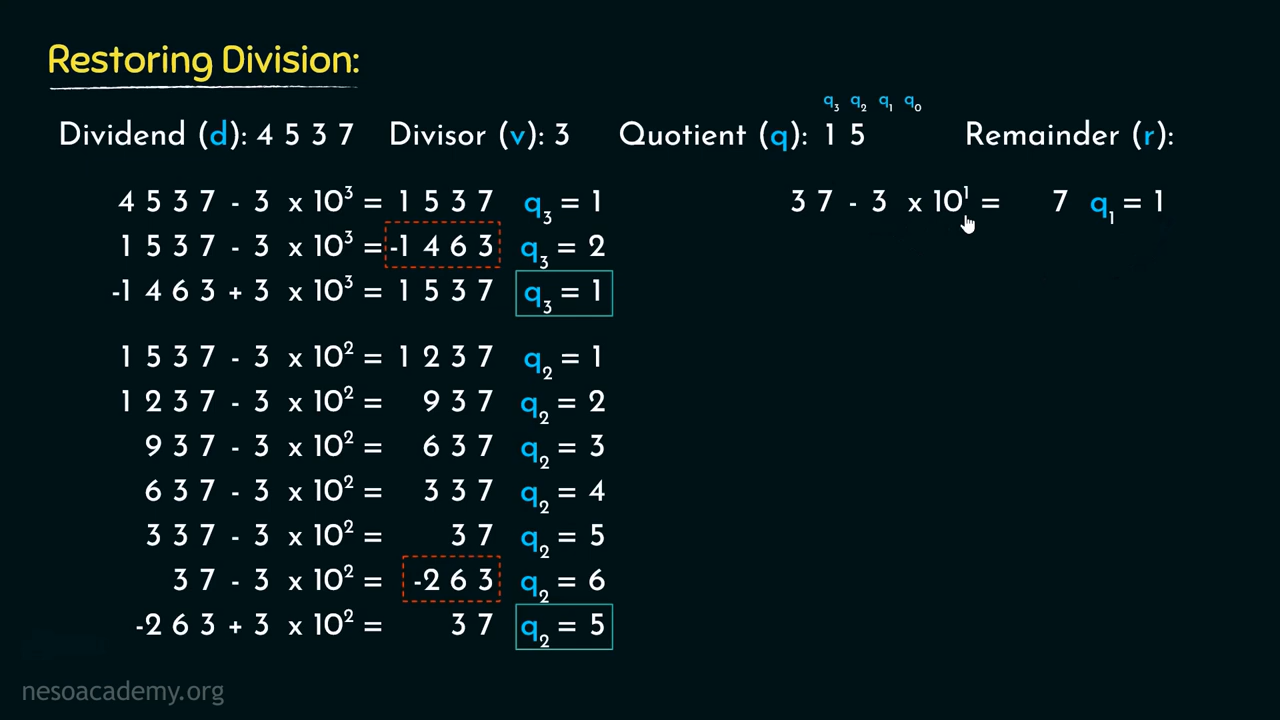 Restoring Division:
q₃ q₂ q₁ q₀
Dividend (d): 4 5 3 7 Divisor (v): 3 Quotient (q): 1 5 Remainder (r):
4 5 3 7 - 3 x 10³ = 1 5 3 7 q₃ = 1
1 5 3 7 - 3 x 10³ = -1 4 6 3 q₃ = 2
-1 4 6 3 + 3 x 10³ = 1 5 3 7 q₃ = 1
1 5 3 7 - 3 x 10² = 1 2 3 7 q₂ = 1
1 2 3 7 - 3 x 10² = 9 3 7 q₂ = 2
9 3 7 - 3 x 10² = 6 3 7 q₂ = 3
6 3 7 - 3 x 10² = 3 3 7 q₂ = 4
3 3 7 - 3 x 10² = 3 7 q₂ = 5
3 7 - 3 x 10² = -2 6 3 q₂ = 6
-2 6 3 + 3 x 10² = 3 7 q₂ = 5
3 7 - 3 x 10¹ = 7 q₁ = 1
nesoacademy.org